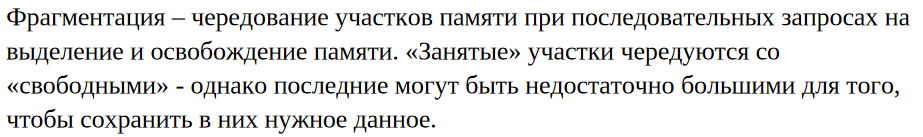 Фрагментация – чередование участков памяти при последовательных запросах на
выделение и освобождение памяти. «Занятые» участки чередуются со
«свободными» - однако последние могут быть недостаточно большими для того,
чтобы сохранить в них нужное данное.